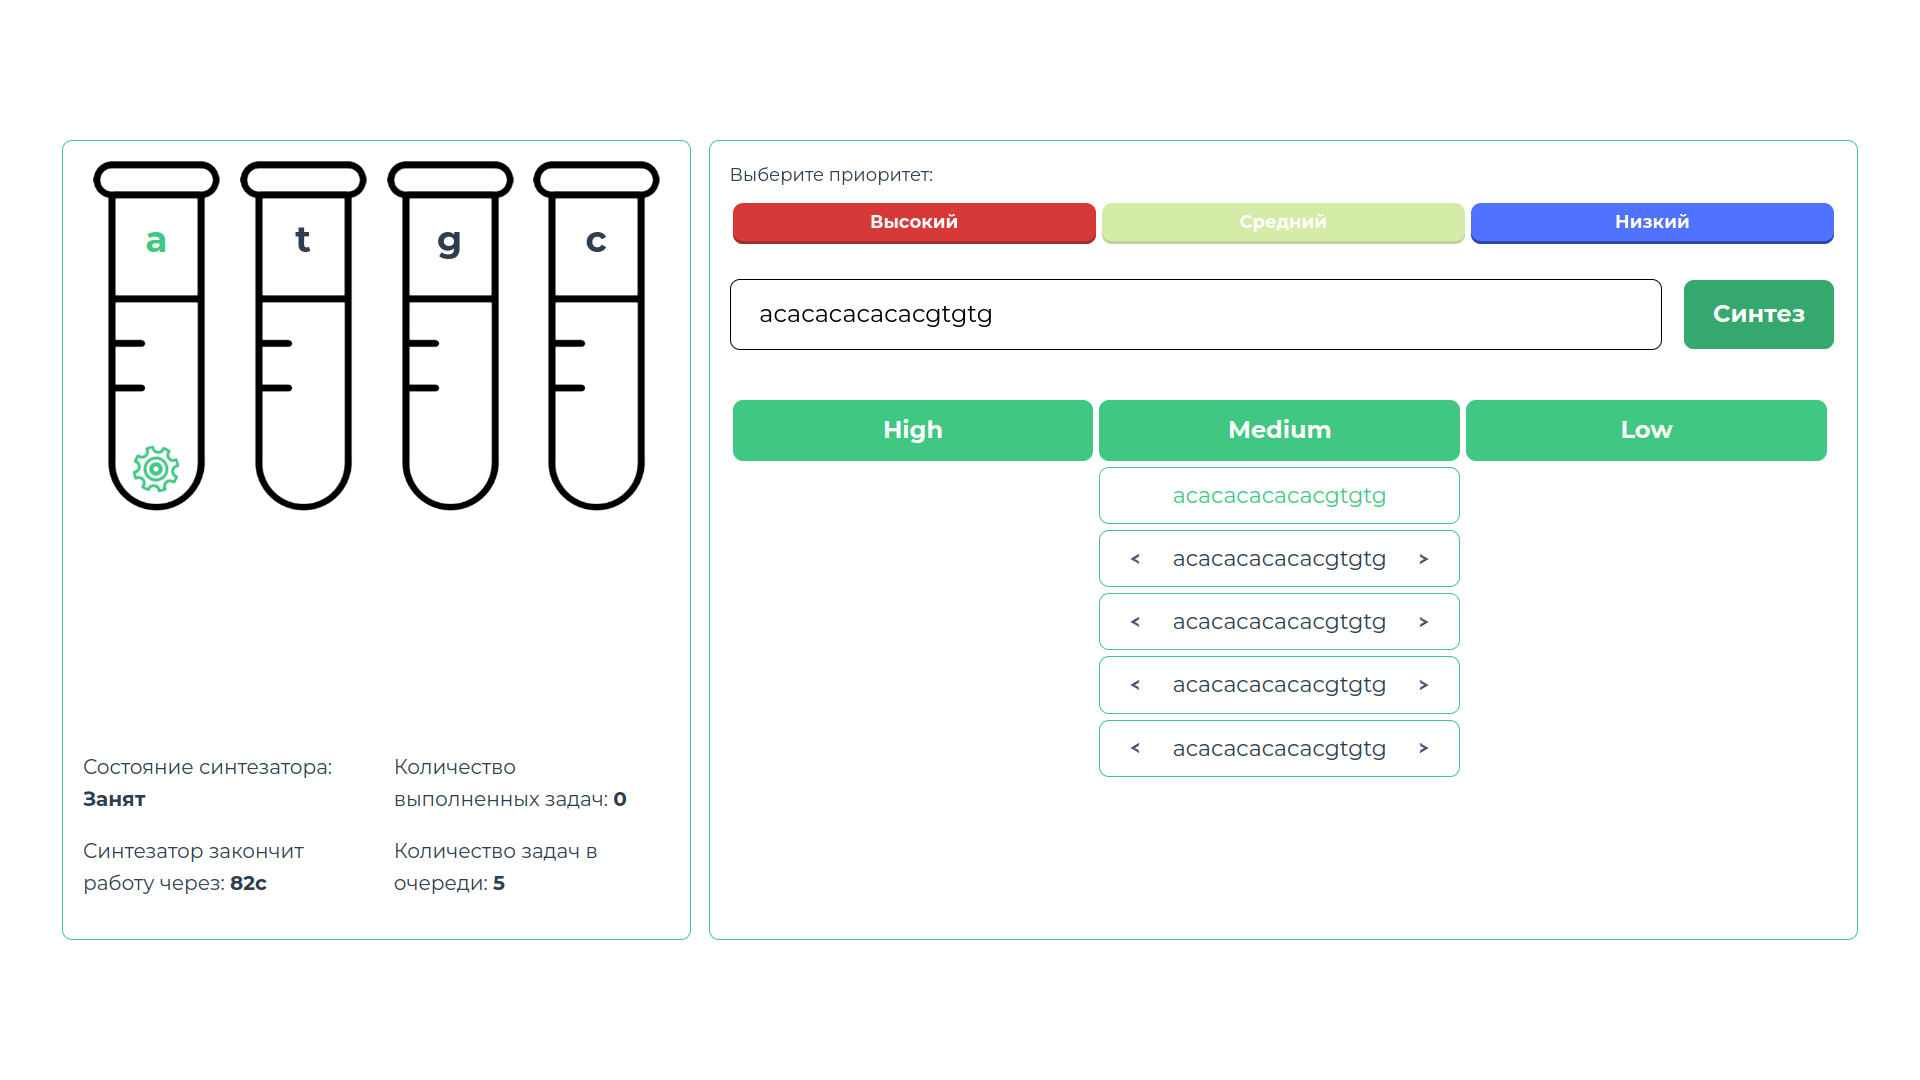 a t g c
Состояние синтезатора:
Занят
Количество
выполненных задач: 0
Синтезатор закончит
работу через: 82с
Количество задач в
очереди: 5
Выберите приоритет:
Высокий Средний Низкий
acacacacacacgtgtg Синтез
High Medium Low
acacacacacacgtgtg
< acacacacacacgtgtg >
< acacacacacacgtgtg >
< acacacacacacgtgtg >
< acacacacacacgtgtg >